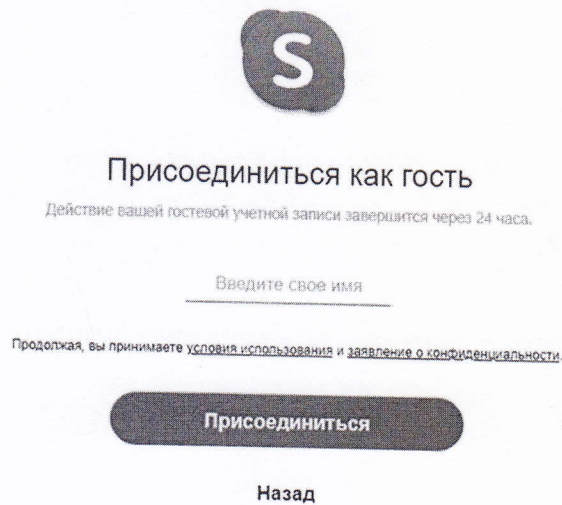 S
Присоединиться как гость
Действие вашей гостевой учетной записи завершится через 24 часа.
Введите свое имя
Продолжая, вы принимаете условия использования и заявление о конфиденциальности.
Присоединиться
Назад